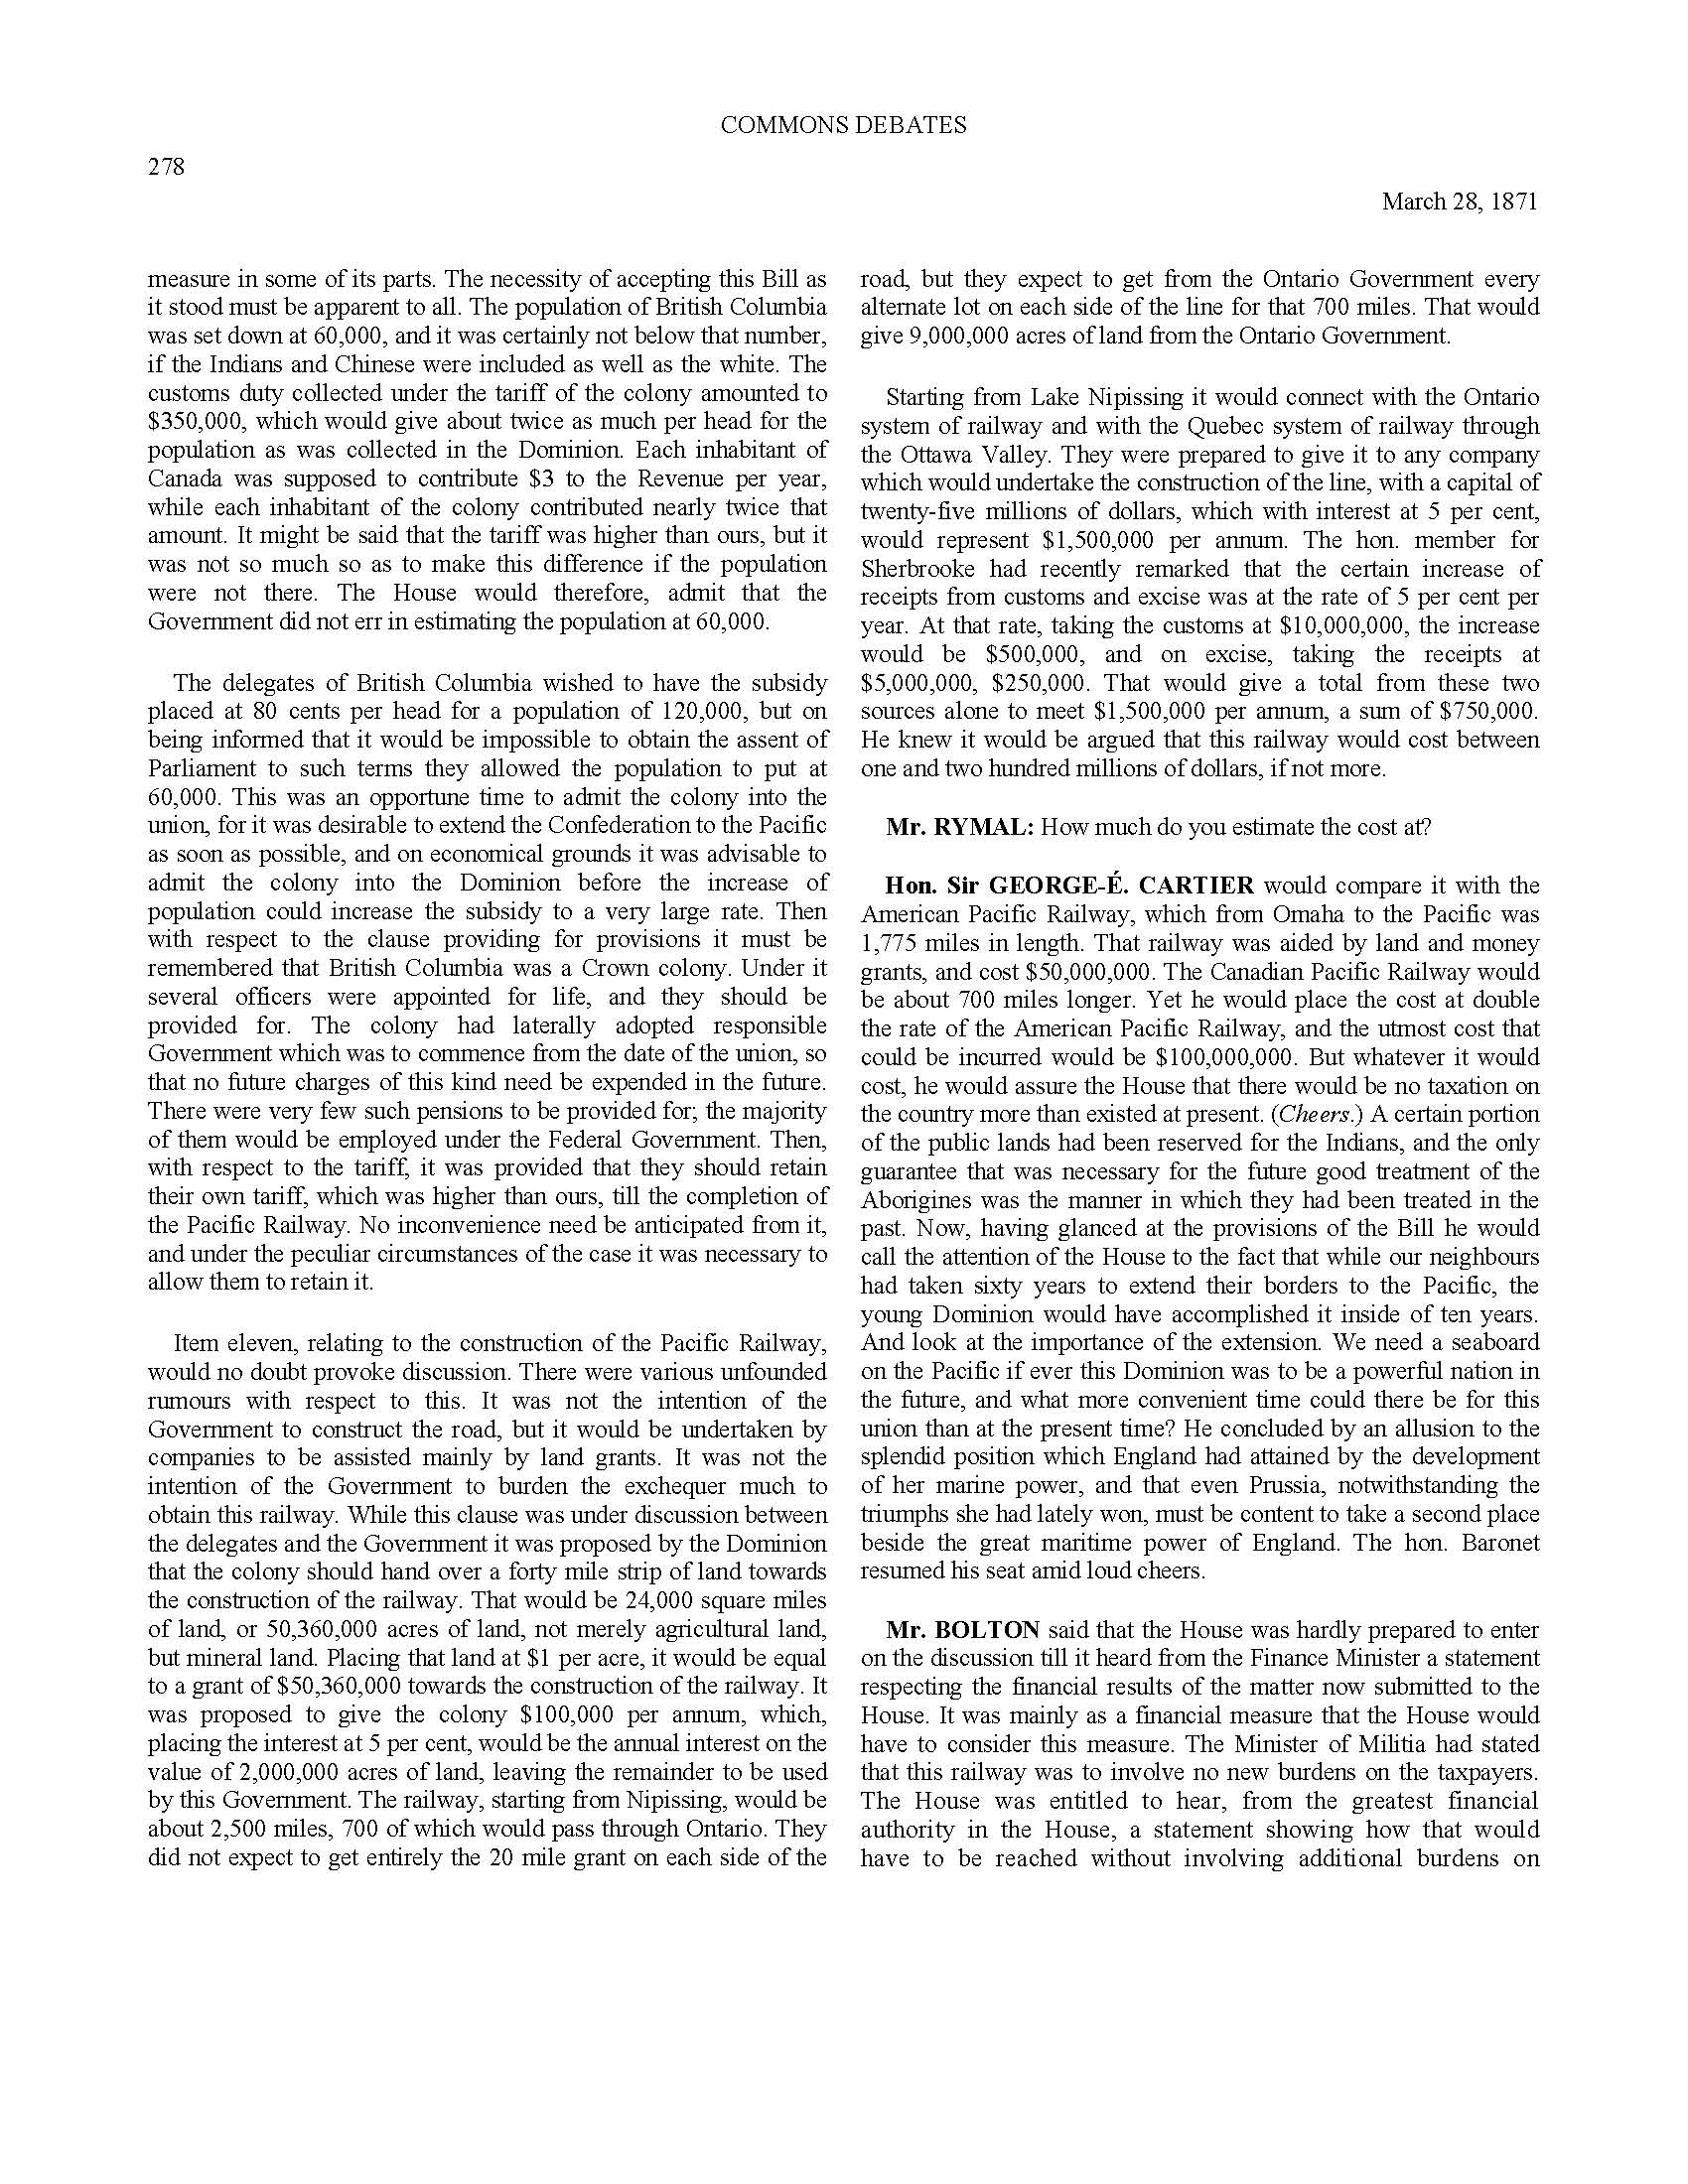 COMMONS DEBATES
278
March 28, 1871
measure in some of its parts. The necessity of accepting this Bill as
it stood must be apparent to all. The population of British Columbia
was set down at 60,000, and it was certainly not below that number,
if the Indians and Chinese were included as well as the white. The
customs duty collected under the tariff of the colony amounted to
$350,000, which would give about twice as much per head for the
population as was collected in the Dominion. Each inhabitant of
Canada was supposed to contribute $3 to the Revenue per year,
while each inhabitant of the colony contributed nearly twice that
amount. It might be said that the tariff was higher than ours, but it
was not so much so as to make this difference if the population
were not there. The House would therefore, admit that the
Government did not err in estimating the population at 60,000.
The delegates of British Columbia wished to have the subsidy
placed at 80 cents per head for a population of 120,000, but on
being informed that it would be impossible to obtain the assent of
Parliament to such terms they allowed the population to put at
60,000. This was an opportune time to admit the colony into the
union, for it was desirable to extend the Confederation to the Pacific
as soon as possible, and on economical grounds it was advisable to
admit the colony into the Dominion before the increase of
population could increase the subsidy to a very large rate. Then
with respect to the clause providing for provisions it must be
remembered that British Columbia was a Crown colony. Under it
several officers were appointed for life, and they should be
provided for. The colony had laterally adopted responsible
Government which was to commence from the date of the union, so
that no future charges of this kind need be expended in the future.
There were very few such pensions to be provided for; the majority
of them would be employed under the Federal Government. Then,
with respect to the tariff, it was provided that they should retain
their own tariff, which was higher than ours, till the completion of
the Pacific Railway. No inconvenience need be anticipated from it,
and under the peculiar circumstances of the case it was necessary to
allow them to retain it.
Item eleven, relating to the construction of the Pacific Railway,
would no doubt provoke discussion. There were various unfounded
rumours with respect to this. It was not the intention of the
Government to construct the road, but it would be undertaken by
companies to be assisted mainly by land grants. It was not the
intention of the Government to burden the exchequer much to
obtain this railway. While this clause was under discussion between
the delegates and the Government it was proposed by the Dominion
that the colony should hand over a forty mile strip of land towards
the construction of the railway. That would be 24,000 square miles
of land, or 50,360,000 acres of land, not merely agricultural land,
but mineral land. Placing that land at $1 per acre, it would be equal
to a grant of $50,360,000 towards the construction of the railway. It
was proposed to give the colony $100,000 per annum, which,
placing the interest at 5 per cent, would be the annual interest on the
value of 2,000,000 acres of land, leaving the remainder to be used
by this Government. The railway, starting from Nipissing, would be
about 2,500 miles, 700 of which would pass through Ontario. They
did not expect to get entirely the 20 mile grant on each side of the
road, but they expect to get from the Ontario Government every
alternate lot on each side of the line for that 700 miles. That would
give 9,000,000 acres of land from the Ontario Government.
Starting from Lake Nipissing it would connect with the Ontario
system of railway and with the Quebec system of railway through
the Ottawa Valley. They were prepared to give it to any company
which would undertake the construction of the line, with a capital of
twenty-five millions of dollars, which with interest at 5 per cent,
would represent $1,500,000 per annum. The hon. member for
Sherbrooke had recently remarked that the certain increase of
receipts from customs and excise was at the rate of 5 per cent per
year. At that rate, taking the customs at $10,000,000, the increase
would be $500,000, and on excise, taking the receipts at
$5,000,000, $250,000. That would give a total from these two
sources alone to meet $1,500,000 per annum, a sum of $750,000.
He knew it would be argued that this railway would cost between
one and two hundred millions of dollars, if not more.
Mr. RYMAL: How much do you estimate the cost at?
Hon. Sir GEORGE-É. CARTIER would compare it with the
American Pacific Railway, which from Omaha to the Pacific was
1,775 miles in length. That railway was aided by land and money
grants, and cost $50,000,000. The Canadian Pacific Railway would
be about 700 miles longer. Yet he would place the cost at double
the rate of the American Pacific Railway, and the utmost cost that
could be incurred would be $100,000,000. But whatever it would
cost, he would assure the House that there would be no taxation on
the country more than existed at present. (Cheers.) A certain portion
of the public lands had been reserved for the Indians, and the only
guarantee that was necessary for the future good treatment of the
Aborigines was the manner in which they had been treated in the
past. Now, having glanced at the provisions of the Bill he would
call the attention of the House to the fact that while our neighbours
had taken sixty years to extend their borders to the Pacific, the
young Dominion would have accomplished it inside of ten years.
And look at the importance of the extension. We need a seaboard
on the Pacific if ever this Dominion was to be a powerful nation in
the future, and what more convenient time could there be for this
union than at the present time? He concluded by an allusion to the
splendid position which England had attained by the development
of her marine power, and that even Prussia, notwithstanding the
triumphs she had lately won, must be content to take a second place
beside the great maritime power of England. The hon. Baronet
resumed his seat amid loud cheers.
Mr. BOLTON said that the House was hardly prepared to enter
on the discussion till it heard from the Finance Minister a statement
respecting the financial results of the matter now submitted to the
House. It was mainly as a financial measure that the House would
have to consider this measure. The Minister of Militia had stated
that this railway was to involve no new burdens on the taxpayers.
The House was entitled to hear, from the greatest financial
authority in the House, a statement showing how that would
have to be reached without involving additional burdens on